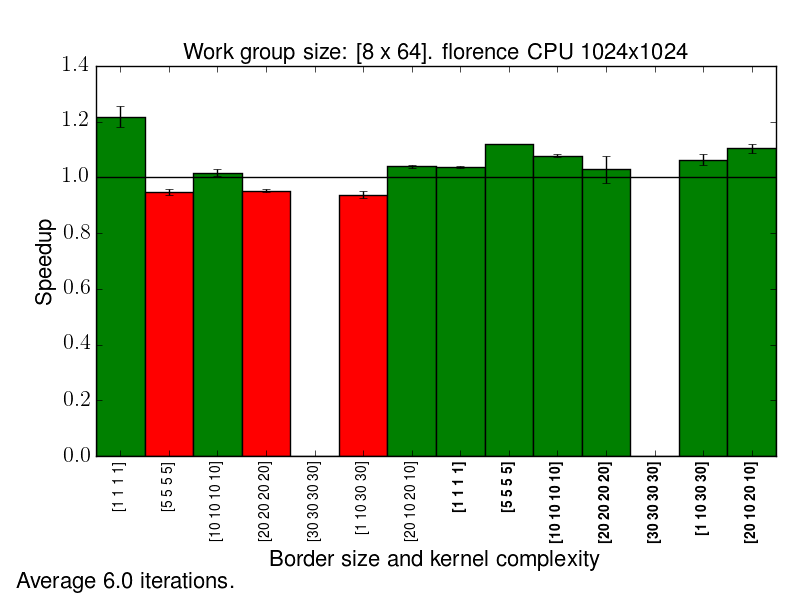 Work group size: [8 x 64]. florence CPU 1024x1024
1.4
1.2
1.0
0.8
0.6
0.4
0.2
0.0
Speedup
[1 1 1 1]
[5 5 5 5]
[10 10 10 10]
[20 20 20 20]
[30 30 30 30]
[1 10 30 30]
[20 10 20 10]
[1 1 1 1]
[5 5 5 5]
[10 10 10 10]
[20 20 20 20]
[30 30 30 30]
[1 10 30 30]
[20 10 20 10]
Border size and kernel complexity
Average 6.0 iterations.